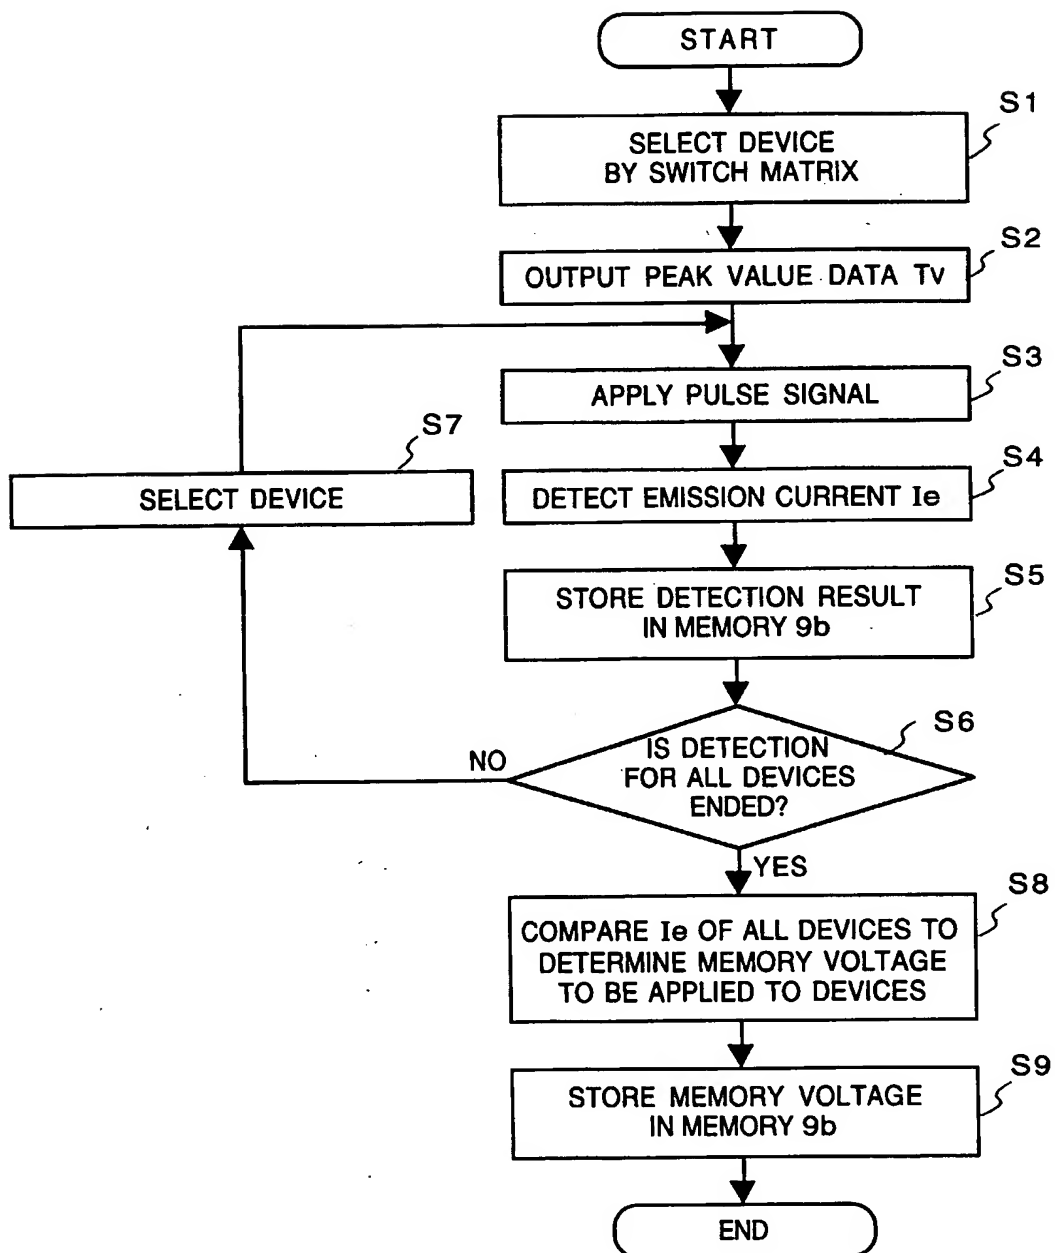 START
S1
SELECT DEVICE
BY SWITCH MATRIX
S2
OUTPUT PEAK VALUE DATA Tv
S3
APPLY PULSE SIGNAL
S7
SELECT DEVICE
S4
DETECT EMISSION CURRENT Ie
S5
STORE DETECTION RESULT
IN MEMORY 9b
S6
IS DETECTION
FOR ALL DEVICES
ENDED?
NO
YES
S8
COMPARE Ie OF ALL DEVICES TO
DETERMINE MEMORY VOLTAGE
TO BE APPLIED TO DEVICES
S9
STORE MEMORY VOLTAGE
IN MEMORY 9b
END